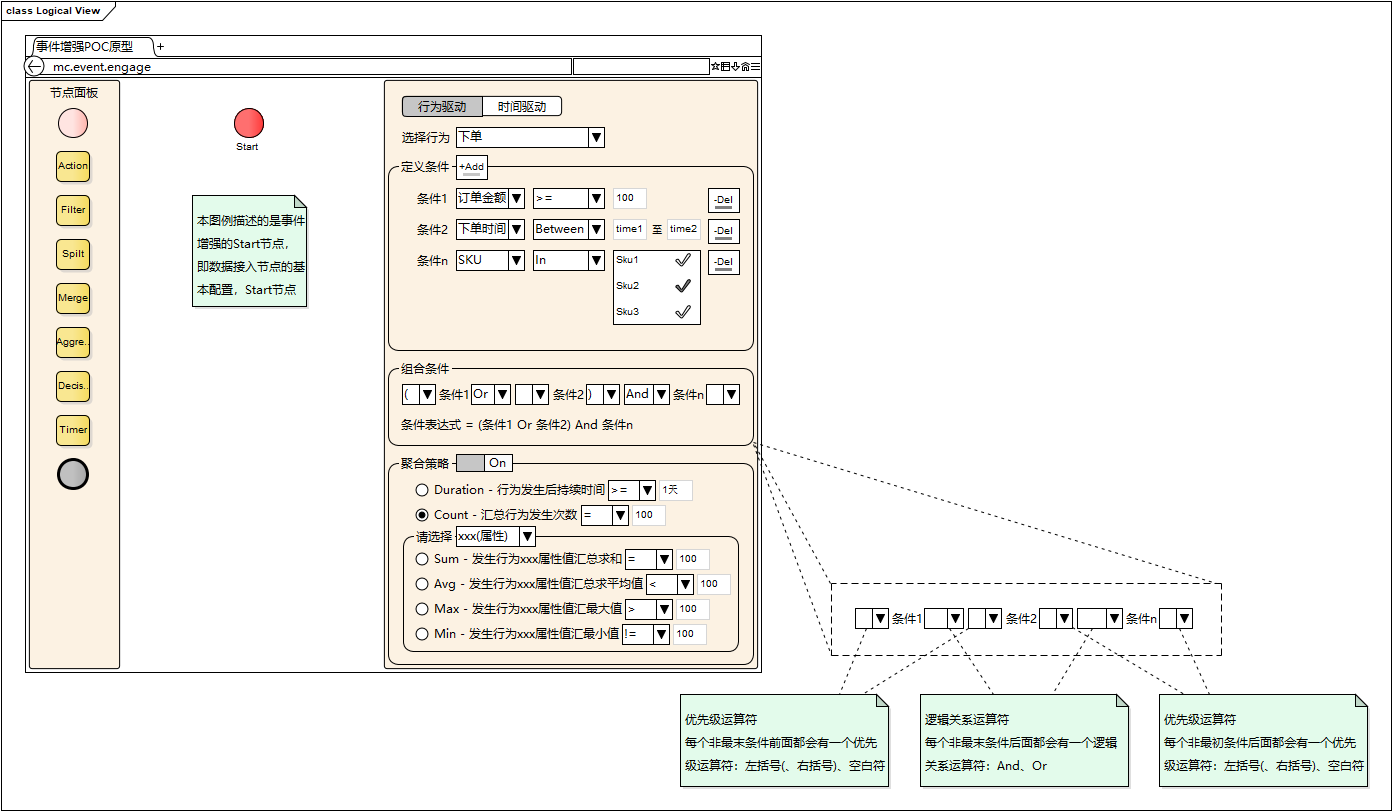 class Logical View
事件增强POC原型
+
mc.event.engage
节点面板
Action
Filter
Spilt
Merge
Aggre..
Decis..
Timer
Start
本图例描述的是事件
增强的Start节点，
即数据接入节点的基
本配置，Start节点
行为驱动 时间驱动
选择行为 下单
定义条件 +Add
条件1 订单金额 >= 100 -Del
条件2 下单时间 Between time1 至 time2 -Del
条件n SKU In -Del
Sku1
Sku2
Sku3
组合条件
( 条件1 Or 条件2 ) And 条件n
条件表达式 = (条件1 Or 条件2) And 条件n
聚合策略 On
Duration - 行为发生后持续时间 >= 1天
Count - 汇总行为发生次数 = 100
请选择 xxx(属性)
Sum - 发生行为xxx属性值汇总求和 = 100
Avg - 发生行为xxx属性值汇总求平均值 < 100
Max - 发生行为xxx属性值汇最大值 > 100
Min - 发生行为xxx属性值汇最小值 != 100
条件1 条件2 条件n
优先级运算符
每个非最末条件前面都会有一个优先
级运算符：左括号(、右括号)、空白符
逻辑关系运算符
每个非最末条件后面都会有一个逻辑
关系运算符：And、Or
优先级运算符
每个非最初条件后面都会有一个优先
级运算符：左括号(、右括号)、空白符